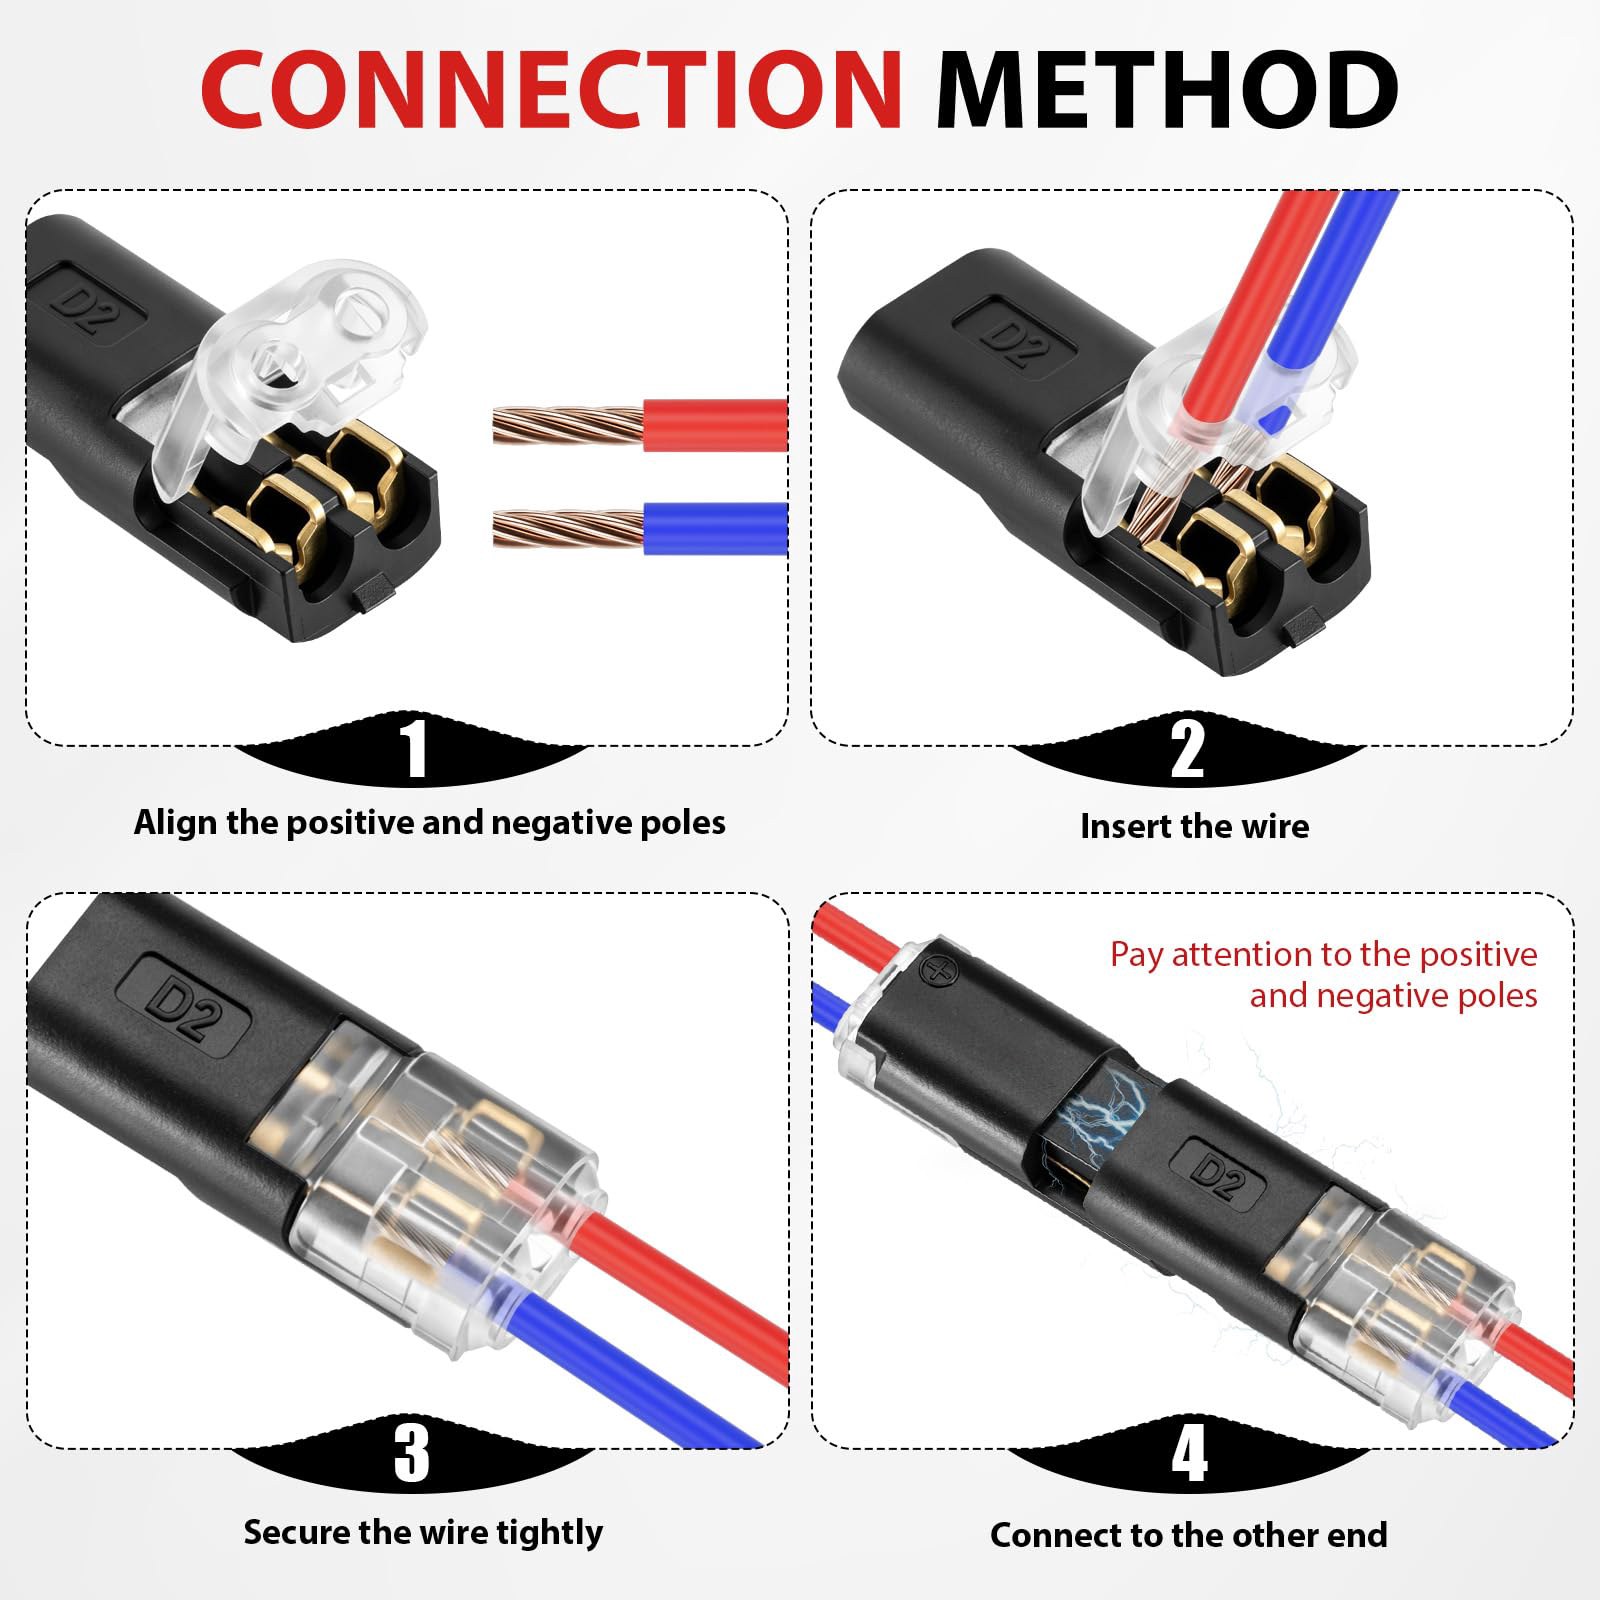 CONNECTION METHOD
D2
D2
1
2
Align the positive and negative poles
Insert the wire
D2
Pay attention to the positive
and negative poles
D2
3
4
Secure the wire tightly
Connect to the other end